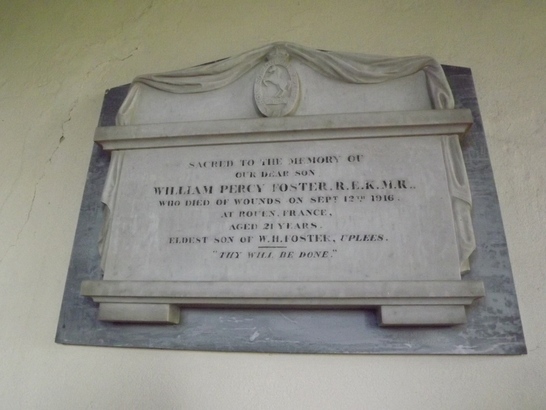 SACRED TO THE MEMORY OF
OUR DEAR SON
WILLIAM PERCY FOSTER, R.E.K.M.R.,
WHO DIED OF WOUNDS ON SEPT 12TH 1916.
AT ROUEN, FRANCE,
AGED 21 YEARS.
ELDEST SON OF W.H. FOSTER, UPLEES.
"THY WILL BE DONE."